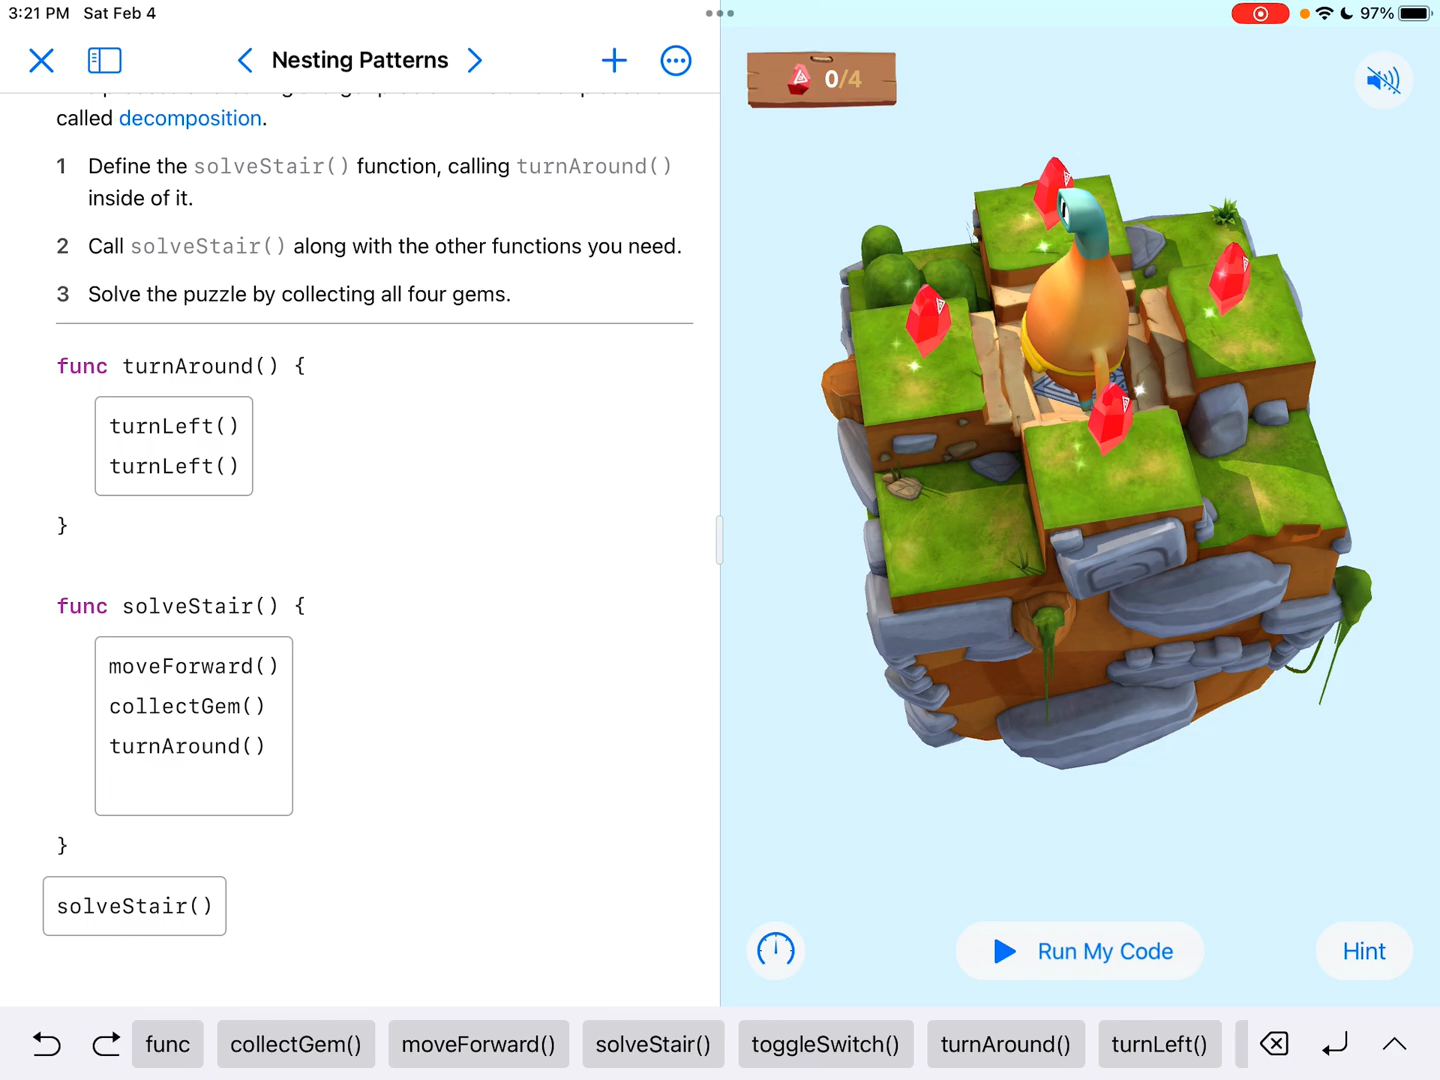 3:21 PM Sat Feb 4
97%
Nesting Patterns
called decomposition.
1 Define the solveStair() function, calling turnAround()
inside of it.
2 Call solveStair() along with the other functions you need.
3 Solve the puzzle by collecting all four gems.
func turnAround() {
turnLeft()
turnLeft()
}
func solveStair() {
moveForward()
collectGem()
turnAround()
}
solveStair()
0/4
Run My Code
Hint
func collectGem() moveForward() solveStair() toggleSwitch() turnAround() turnLeft()